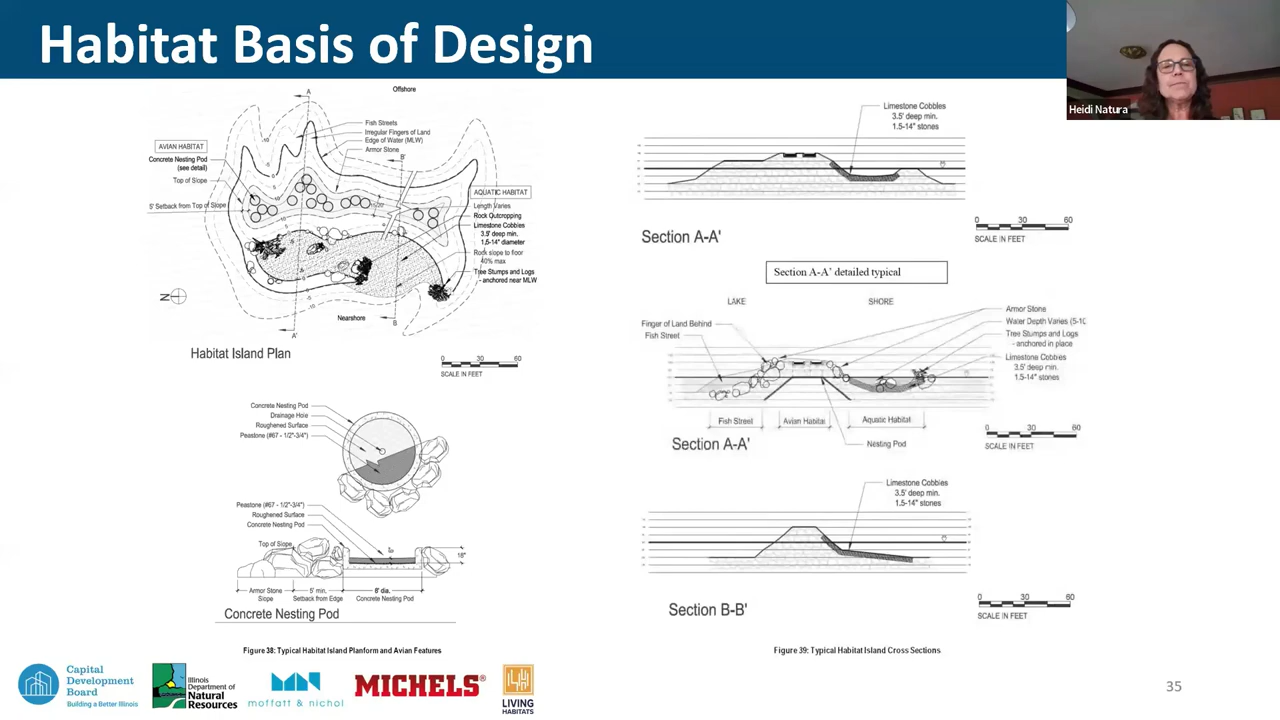 Habitat Basis of Design
Heidi Natura
Offshore
A
Fish Streets
Irregular Fingers of Land
Edge of Water (MLW)
Armor Stone
B'
AVIAN HABITAT
Concrete Nesting Pod
(see detail)
Top of Slope
5' Setback from Top of Slope
AQUATIC HABITAT
Length Varies
Rock Outcropping
Limestone Cobbles
3.5' deep min.
1.5-14" diameter
Rock slope to floor
40% max
Tree Stumps and Logs
- anchored near MLW
N
Nearshore
A'
B
Habitat Island Plan
0 30 60
SCALE IN FEET
Concrete Nesting Pod
Drainage Hole
Roughened Surface
Peastone (#67 - 1/2"-3/4")
Peastone (#67 - 1/2"-3/4")
Roughened Surface
Concrete Nesting Pod
Top of Slope
18"
Armor Stone
Slope
5' min.
Setback from Edge
8' dia.
Concrete Nesting Pod
Concrete Nesting Pod
Figure 38: Typical Habitat Island Planform and Avian Features
Limestone Cobbles
3.5' deep min.
1.5-14" stones
Section A-A'
0 30 60
SCALE IN FEET
Section A-A' detailed typical
LAKE
SHORE
Finger of Land Behind
Fish Street
Armor Stone
Water Depth Varies (5-10
Tree Stumps and Logs
- anchored in place
Limestone Cobbles
3.5' deep min.
1.5-14" stones
Fish Street
Avian Habitat
Aquatic Habitat
Nesting Pod
Section A-A'
0 30 60
SCALE IN FEET
Limestone Cobbles
3.5' deep min.
1.5-14" stones
Section B-B'
0 30 60
SCALE IN FEET
Figure 39: Typical Habitat Island Cross Sections
Capital
Development
Board
Building a Better Illinois
Illinois
Department of
Natural
Resources
moffatt & nichol
MICHELS®
LIVING
HABITATS
35